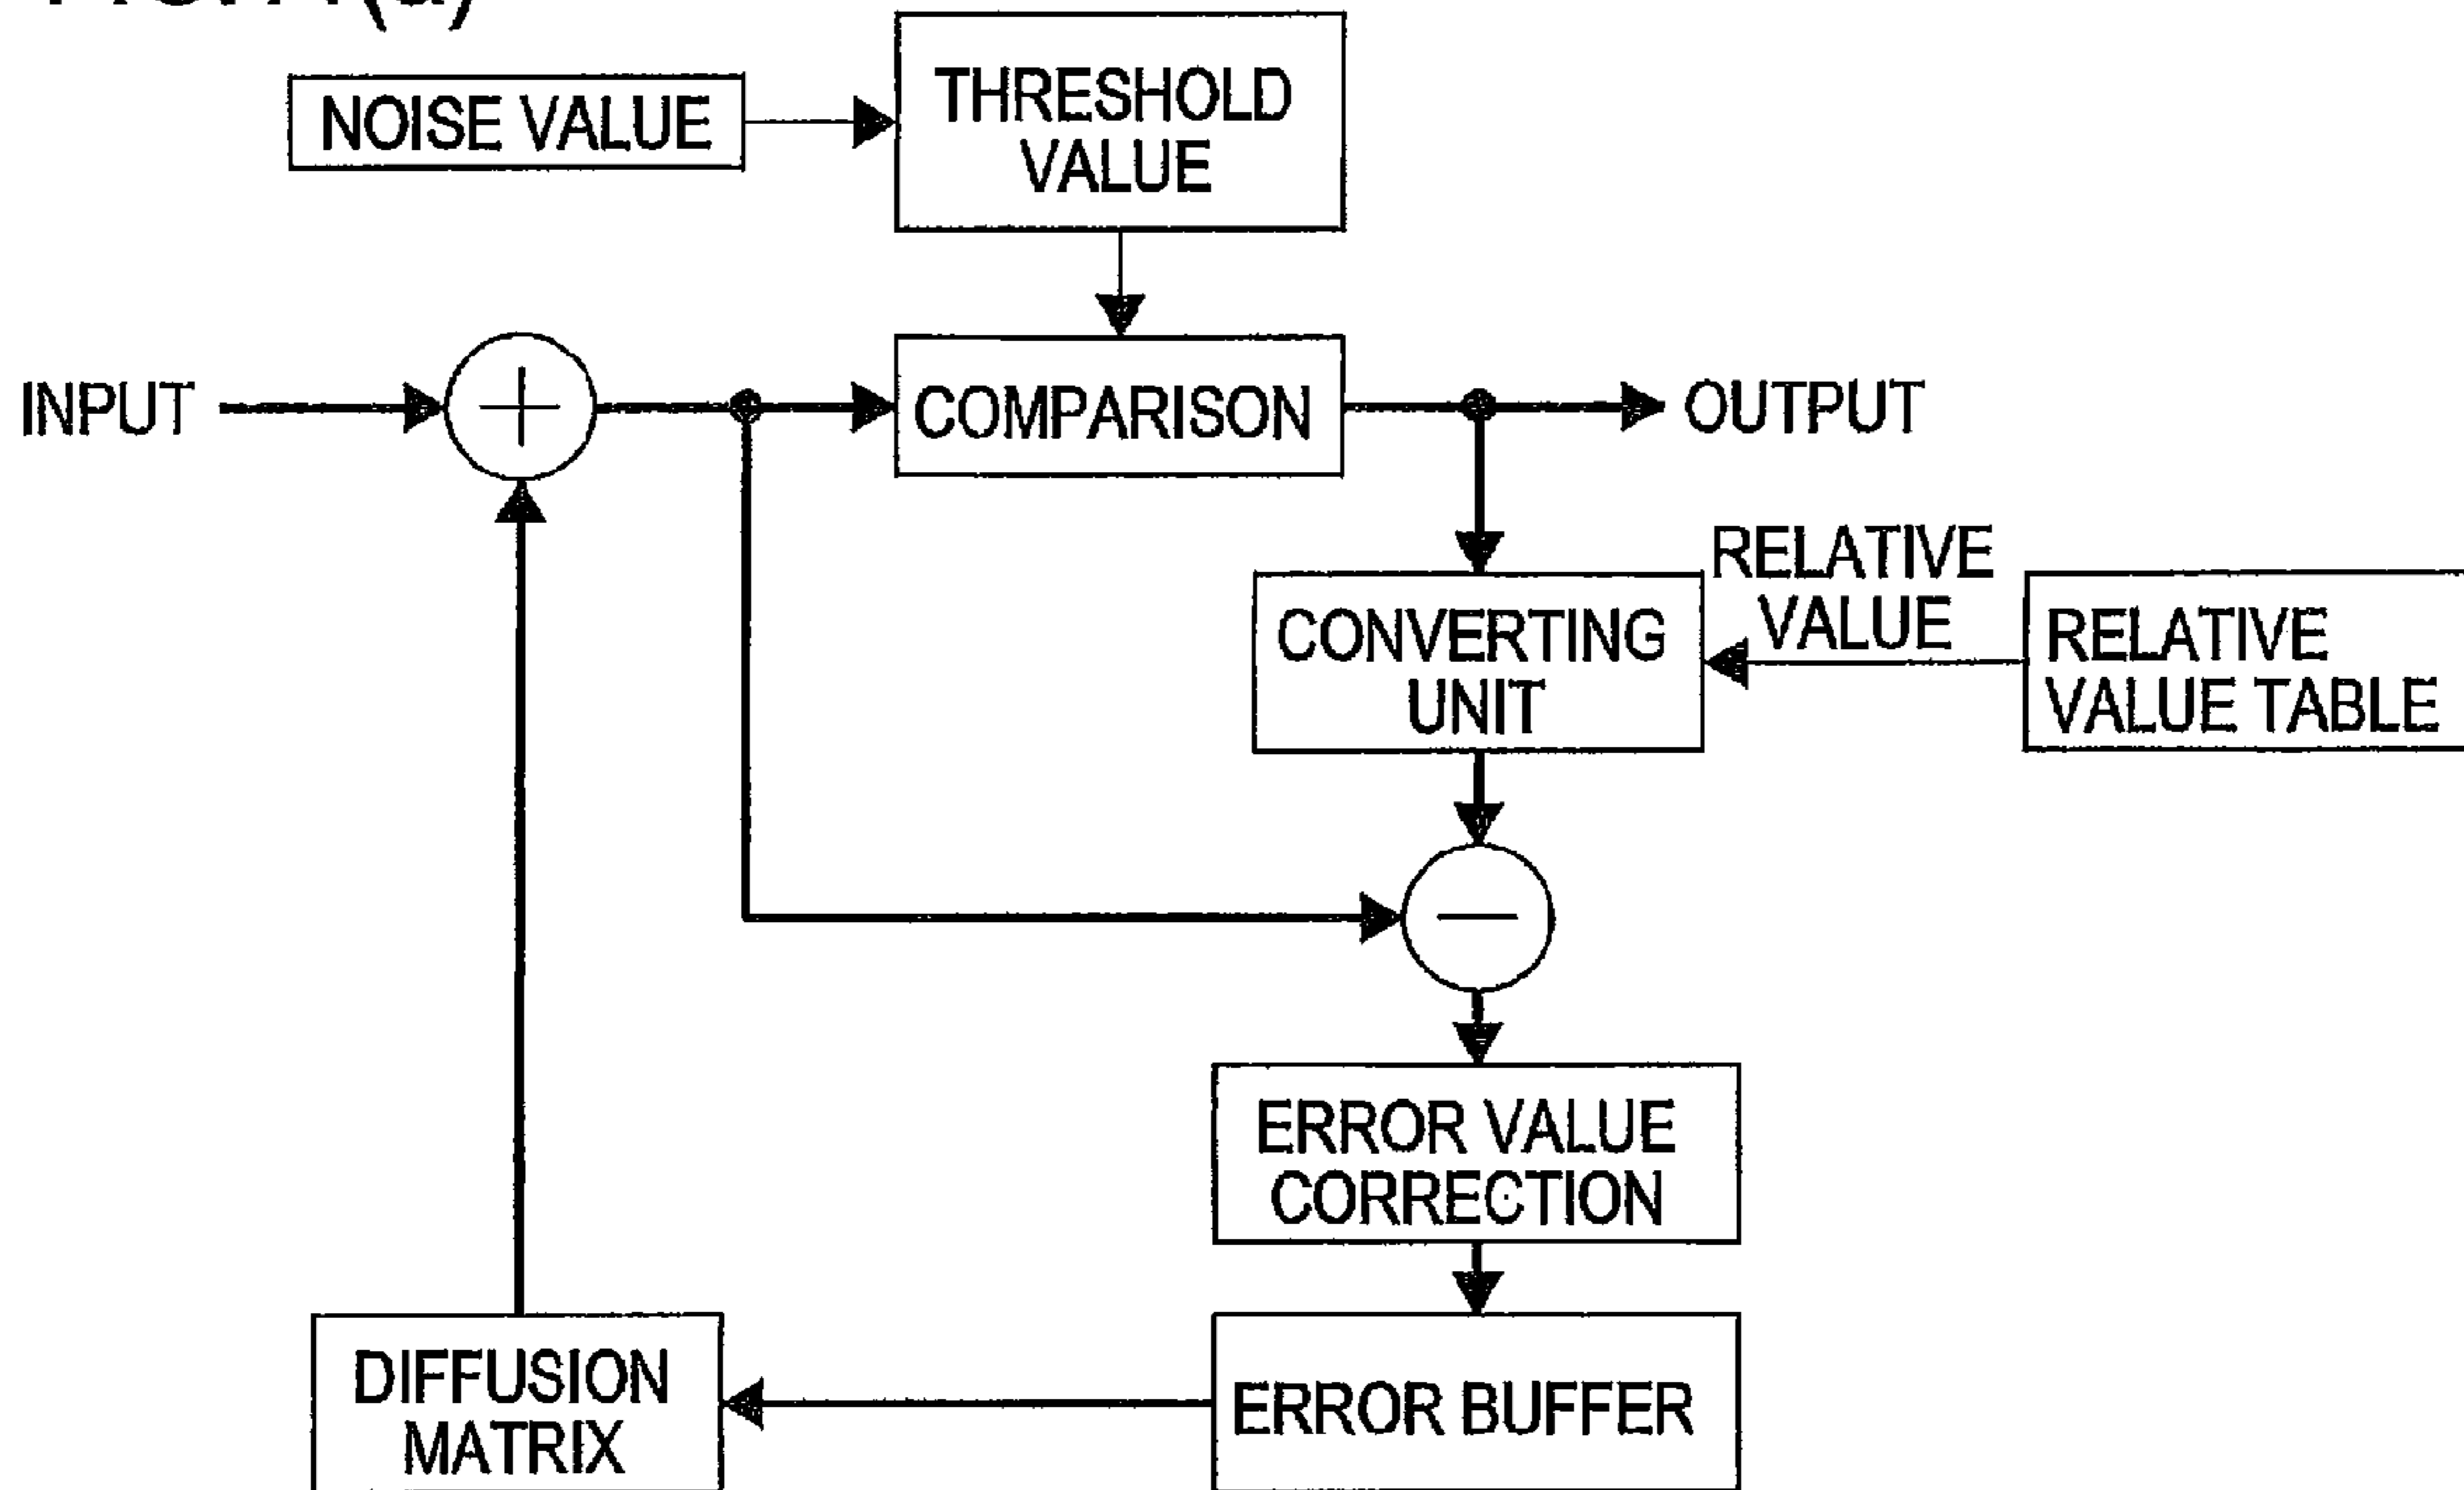 NOISE VALUE
THRESHOLD
VALUE
INPUT
COMPARISON
OUTPUT
RELATIVE
VALUE
CONVERTING
UNIT
RELATIVE
VALUE TABLE
ERROR VALUE
CORRECTION
DIFFUSION
MATRIX
ERROR BUFFER